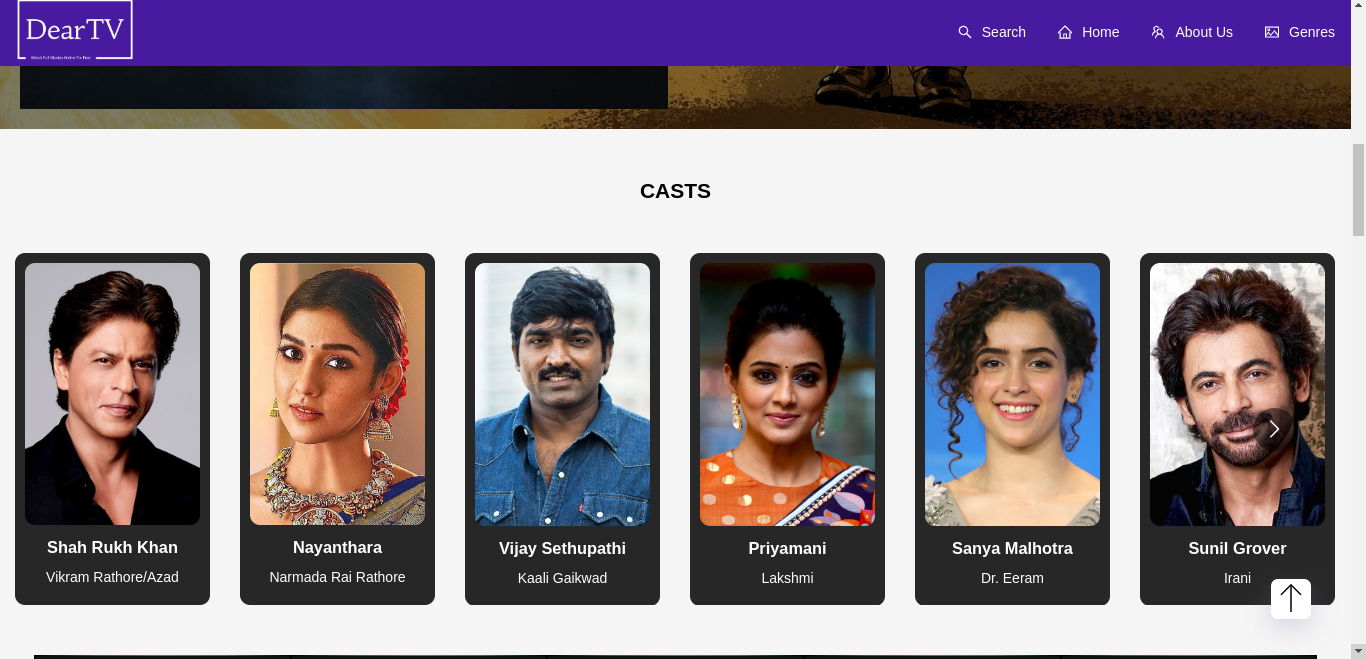 DearTV
Watch Full Movies Online For Free
Search
Home
About Us
Genres
CASTS
Shah Rukh Khan
Vikram Rathore/Azad
Nayanthara
Narmada Rai Rathore
Vijay Sethupathi
Kaali Gaikwad
Priyamani
Lakshmi
Sanya Malhotra
Dr. Eeram
Sunil Grover
Irani